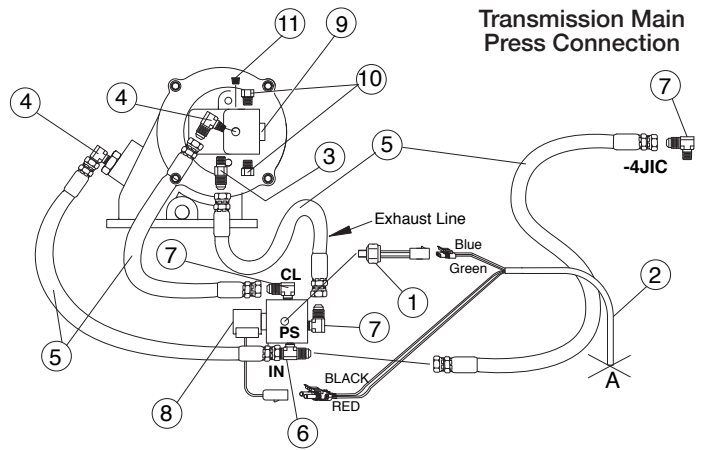 Transmission Main
Press Connection
11
9
10
7
4
4
3
5
-4JIC
Exhaust Line
Blue
Green
7
CL
1
2
PS
7
5
8
IN
6
BLACK
RED
A